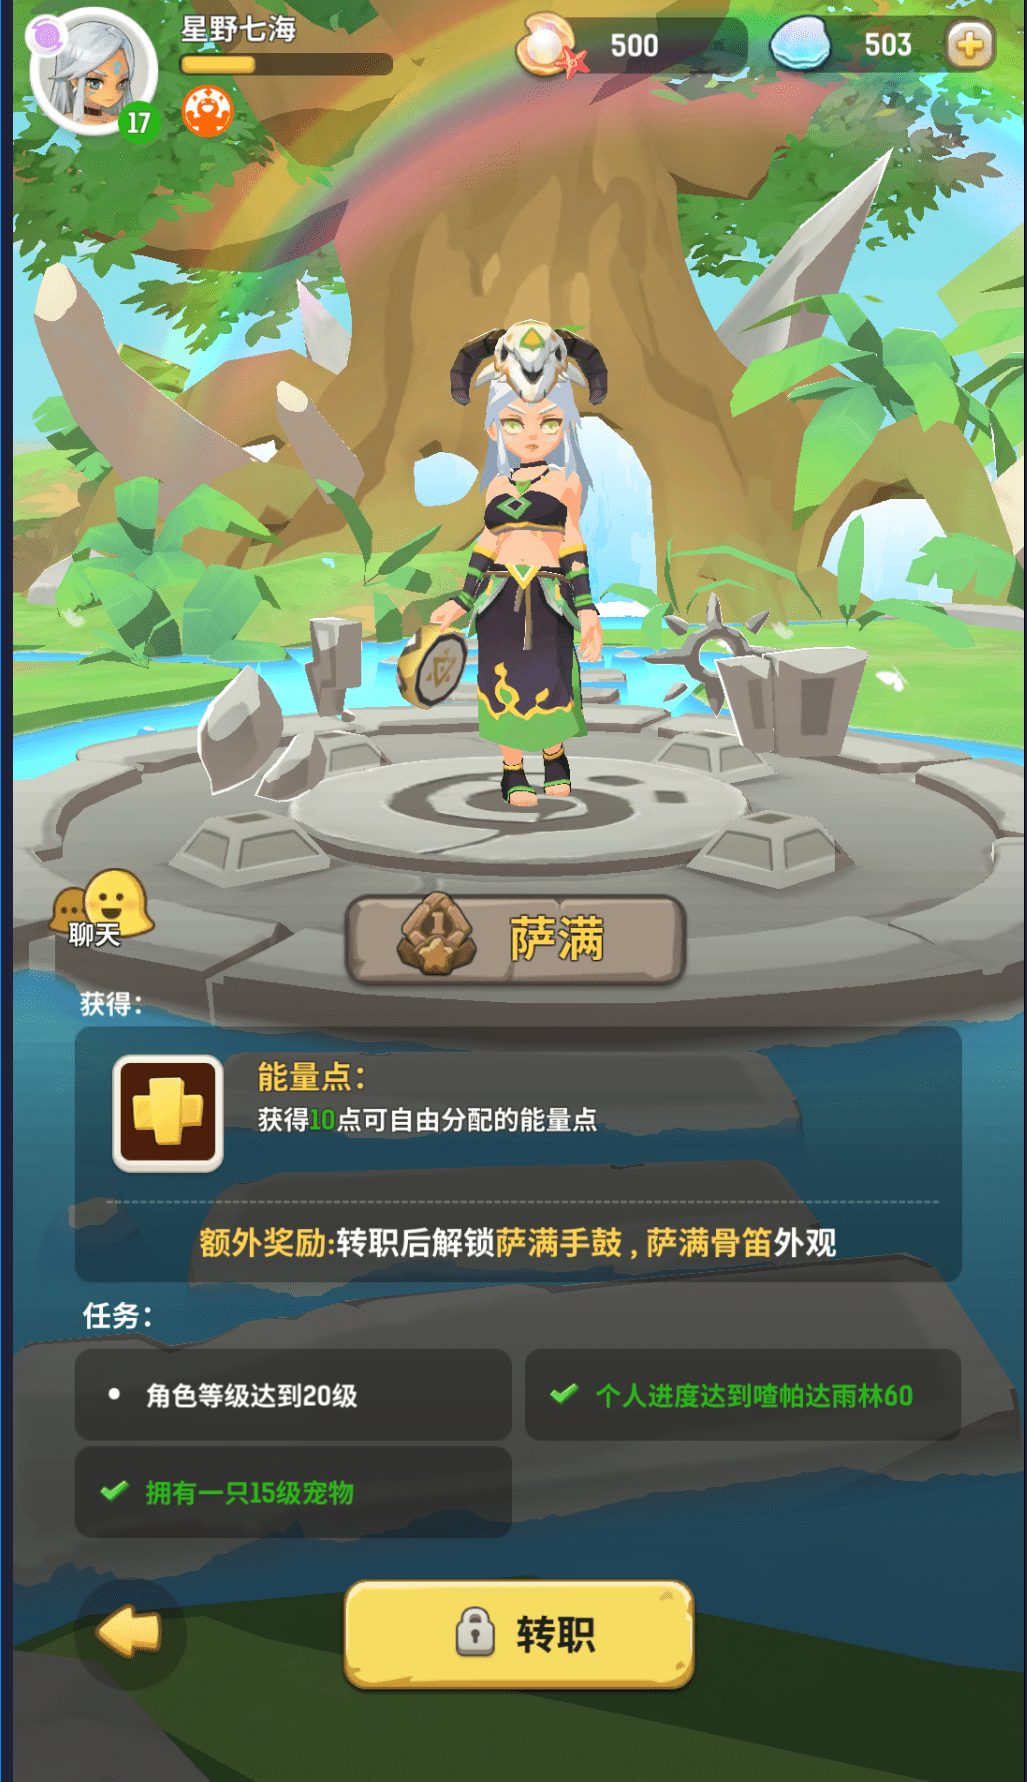 星野七海
500
503
17
聊天
1
萨满
获得：
能量点：
获得10点可自由分配的能量点
额外奖励:转职后解锁萨满手鼓，萨满骨笛外观
任务：
角色等级达到20级
个人进度达到喳帕达雨林60
拥有一只15级宠物
转职